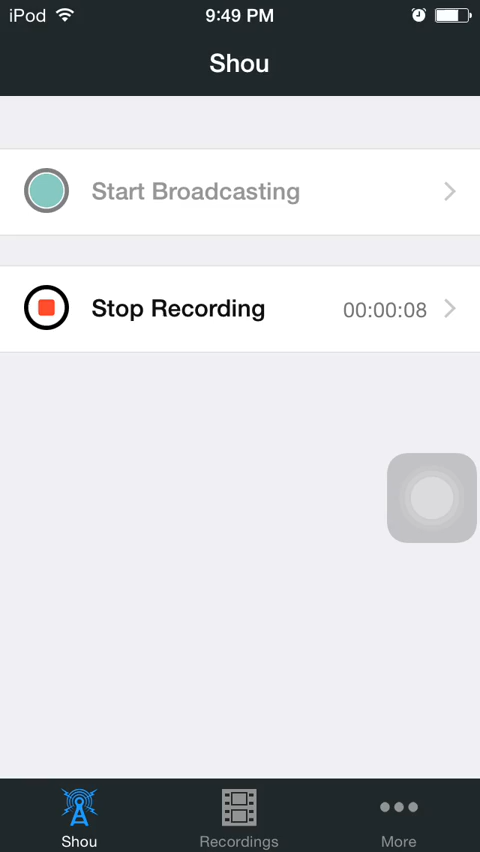 iPod 9:49 PM
Shou
Start Broadcasting
Stop Recording 00:00:08
Shou Recordings More